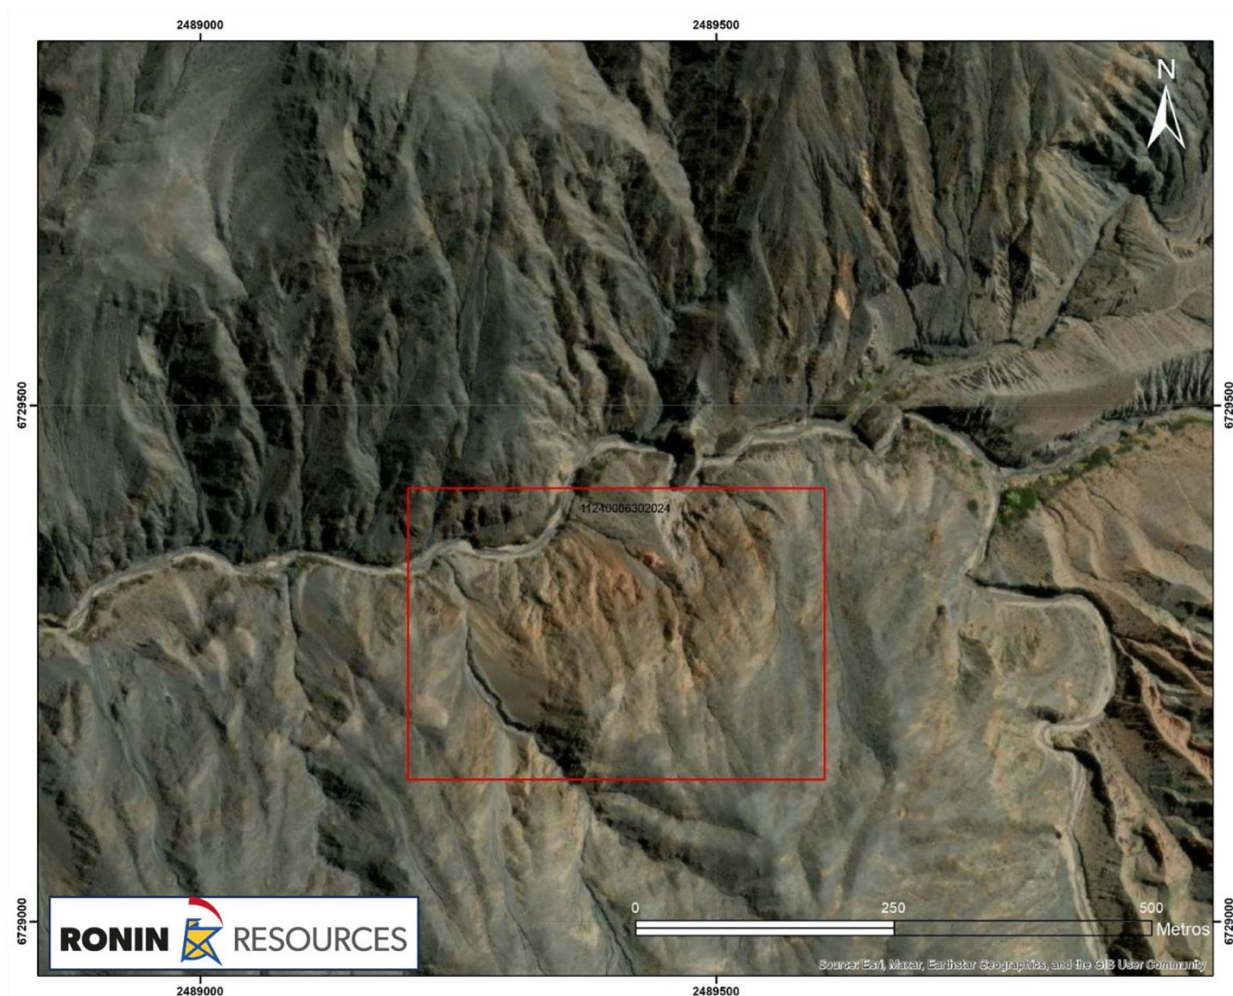 2489000 2489500
N
6729500 6729500
11240006302024
0 250 500
Metros
6729000 6729000
RONIN RESOURCES
Source: Esri, Maxar, Earthstar Geographics, and the GIS User Community
2489000 2489500